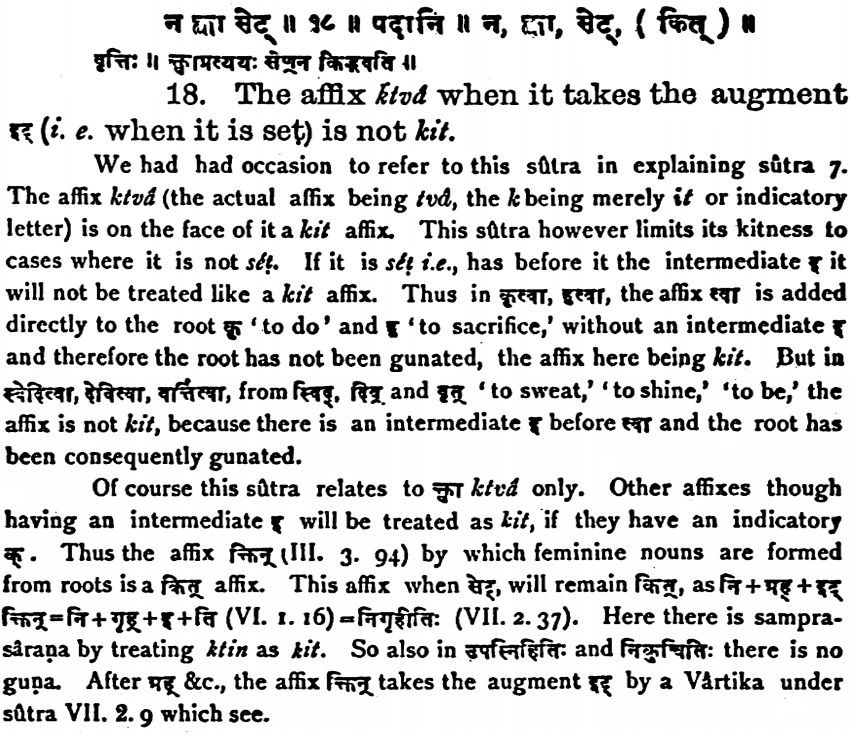 न क्त्वा सेट् ॥ १८ ॥ पदानि ॥ न, क्त्वा, सेट्, ( कित् ) ॥
वृत्तिः ॥ क्त्वाप्रत्ययः सेण्न किद्भवति ॥
18. The affix ktvâ when it takes the augment
इट् (i. e. when it is set) is not kit.
We had had occasion to refer to this sûtra in explaining sûtra 7.
The affix ktvâ (the actual affix being tvâ, the k being merely it or indicatory
letter) is on the face of it a kit affix. This sûtra however limits its kitness to
cases where it is not séṭ. If it is séṭ i.e., has before it the intermediate इ it
will not be treated like a kit affix. Thus in कृत्वा, हुत्वा, the affix त्वा is added
directly to the root कृ 'to do' and हु 'to sacrifice,' without an intermediate इ
and therefore the root has not been gunated, the affix here being kit. But in
स्वेदित्वा, देवित्वा, वर्त्तित्वा, from स्विद्, दिव् and वृत् 'to sweat,' 'to shine,' 'to be,' the
affix is not kit, because there is an intermediate इ before त्वा and the root has
been consequently gunated.
Of course this sûtra relates to क्त्वा ktvâ only. Other affixes though
having an intermediate इ will be treated as kit, if they have an indicatory
क्. Thus the affix क्तिन् (III. 3. 94) by which feminine nouns are formed
from roots is a कित् affix. This affix when सेट्, will remain कित्, as नि+ग्रह्+इट्
क्तिन्=नि+गृह्+इ+ति (VI. 1. 16)=निगृहीतिः (VII. 2. 37). Here there is sampra-
sâraṇa by treating ktin as kit. So also in उपस्निहितिः and निकुचितिः there is no
guṇa. After ग्रह् &c., the affix क्तिन् takes the augment इट् by a Vârtika under
sûtra VII. 2. 9 which see.